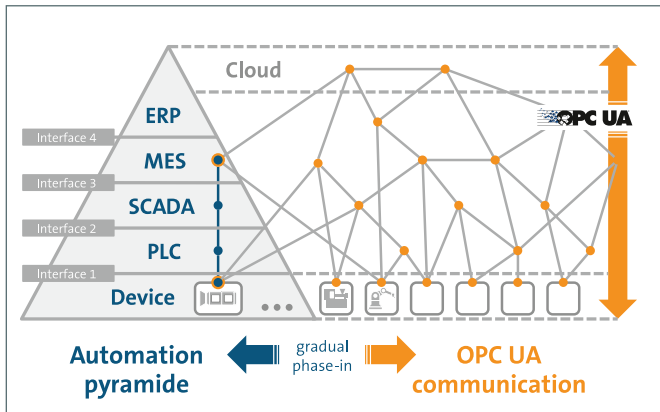 Cloud
OPC UA
ERP
Interface 4
MES
Interface 3
SCADA
Interface 2
PLC
Interface 1
Device
Automation
pyramide
gradual
phase-in
OPC UA
communication